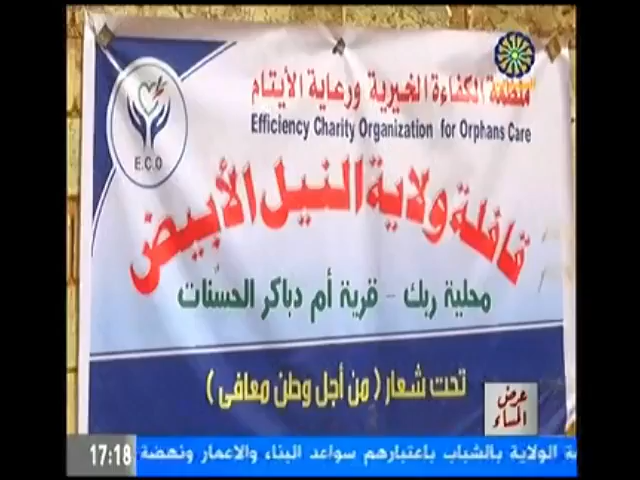 منظمة الكفاءة الخيرية ورعاية الأيتام
Efficiency Charity Organization for Orphans Care
E.C.O
قافلة ولاية النيل الأبيض
محلية ربك - قرية أم دباكر الحسنات
تحت شعار ( من أجل وطن معافى )
عرض
المساء
17:18
ة الولاية بالشباب باعتبارهم سواعد البناء والاعمار ونهضة